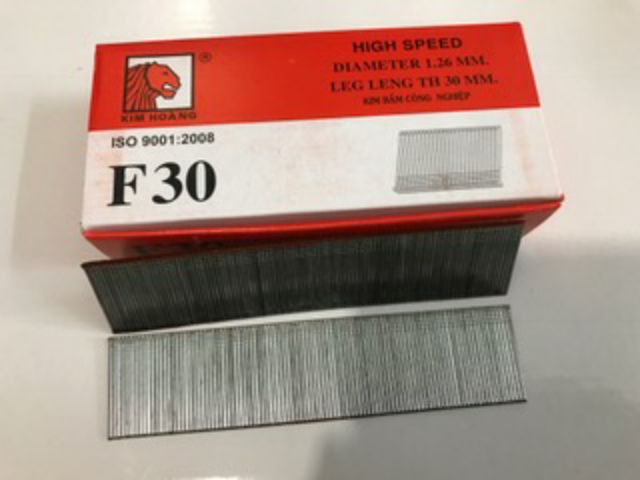 HIGH SPEED
DIAMETER 1.26 MM.
LEG LENG TH 30 MM.
KIM BẤM CÔNG NGHIỆP
®
KIM HOÀNG
ISO 9001:2008
F30